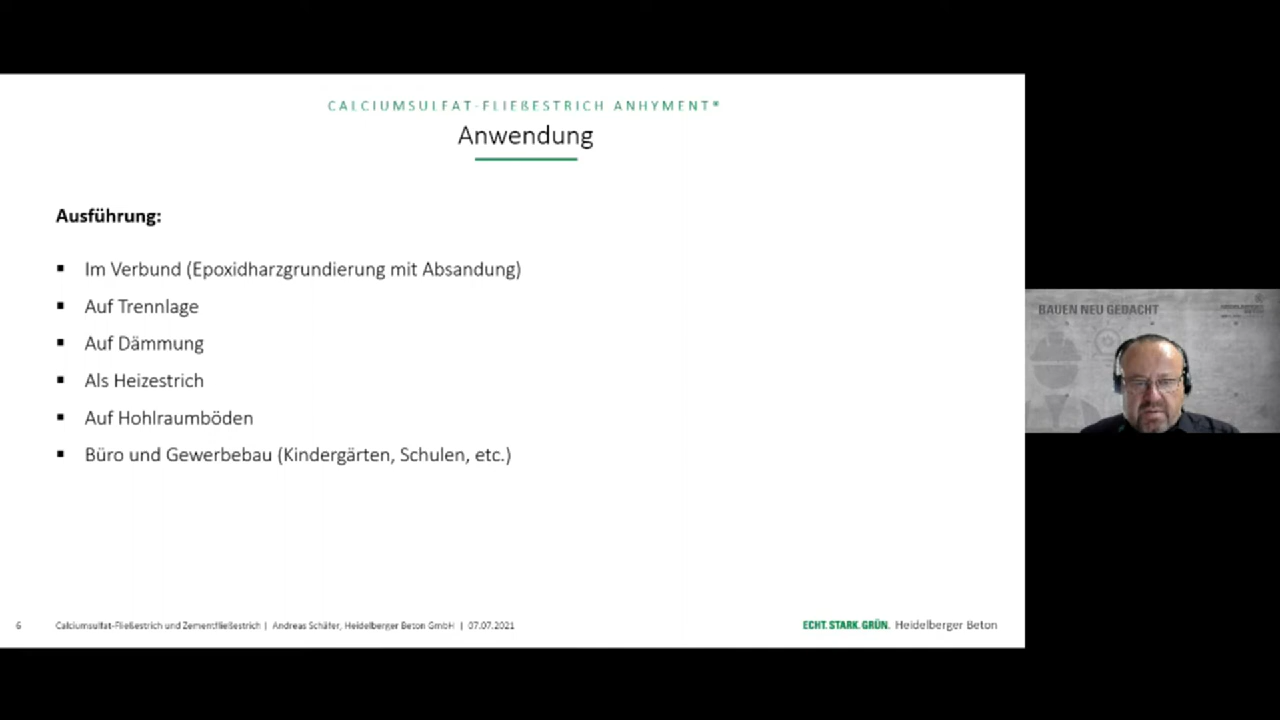 CALCIUMSULFAT-FLIEẞESTRICH ANHYMENT®
Anwendung
Ausführung:
▪ Im Verbund (Epoxidharzgrundierung mit Absandung)
▪ Auf Trennlage
▪ Auf Dämmung
▪ Als Heizestrich
▪ Auf Hohlraumböden
▪ Büro und Gewerbebau (Kindergärten, Schulen, etc.)
BAUEN NEU GEDACHT
6 Calciumsulfat-Fließestrich und Zementfließestrich | Andreas Schäfer, Heidelberger Beton GmbH | 07.07.2021 ECHT. STARK. GRÜN. Heidelberger Beton